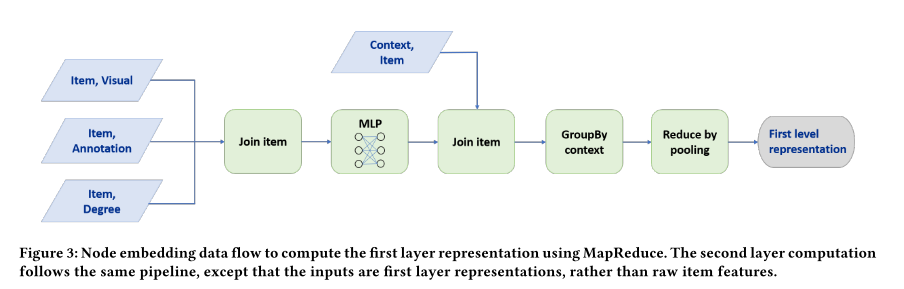 Context,
Item
Item, Visual
Item,
Annotation
Item,
Degree
Join item
MLP
Join item
GroupBy
context
Reduce by
pooling
First level
representation
Figure 3: Node embedding data flow to compute the first layer representation using MapReduce. The second layer computation
follows the same pipeline, except that the inputs are first layer representations, rather than raw item features.